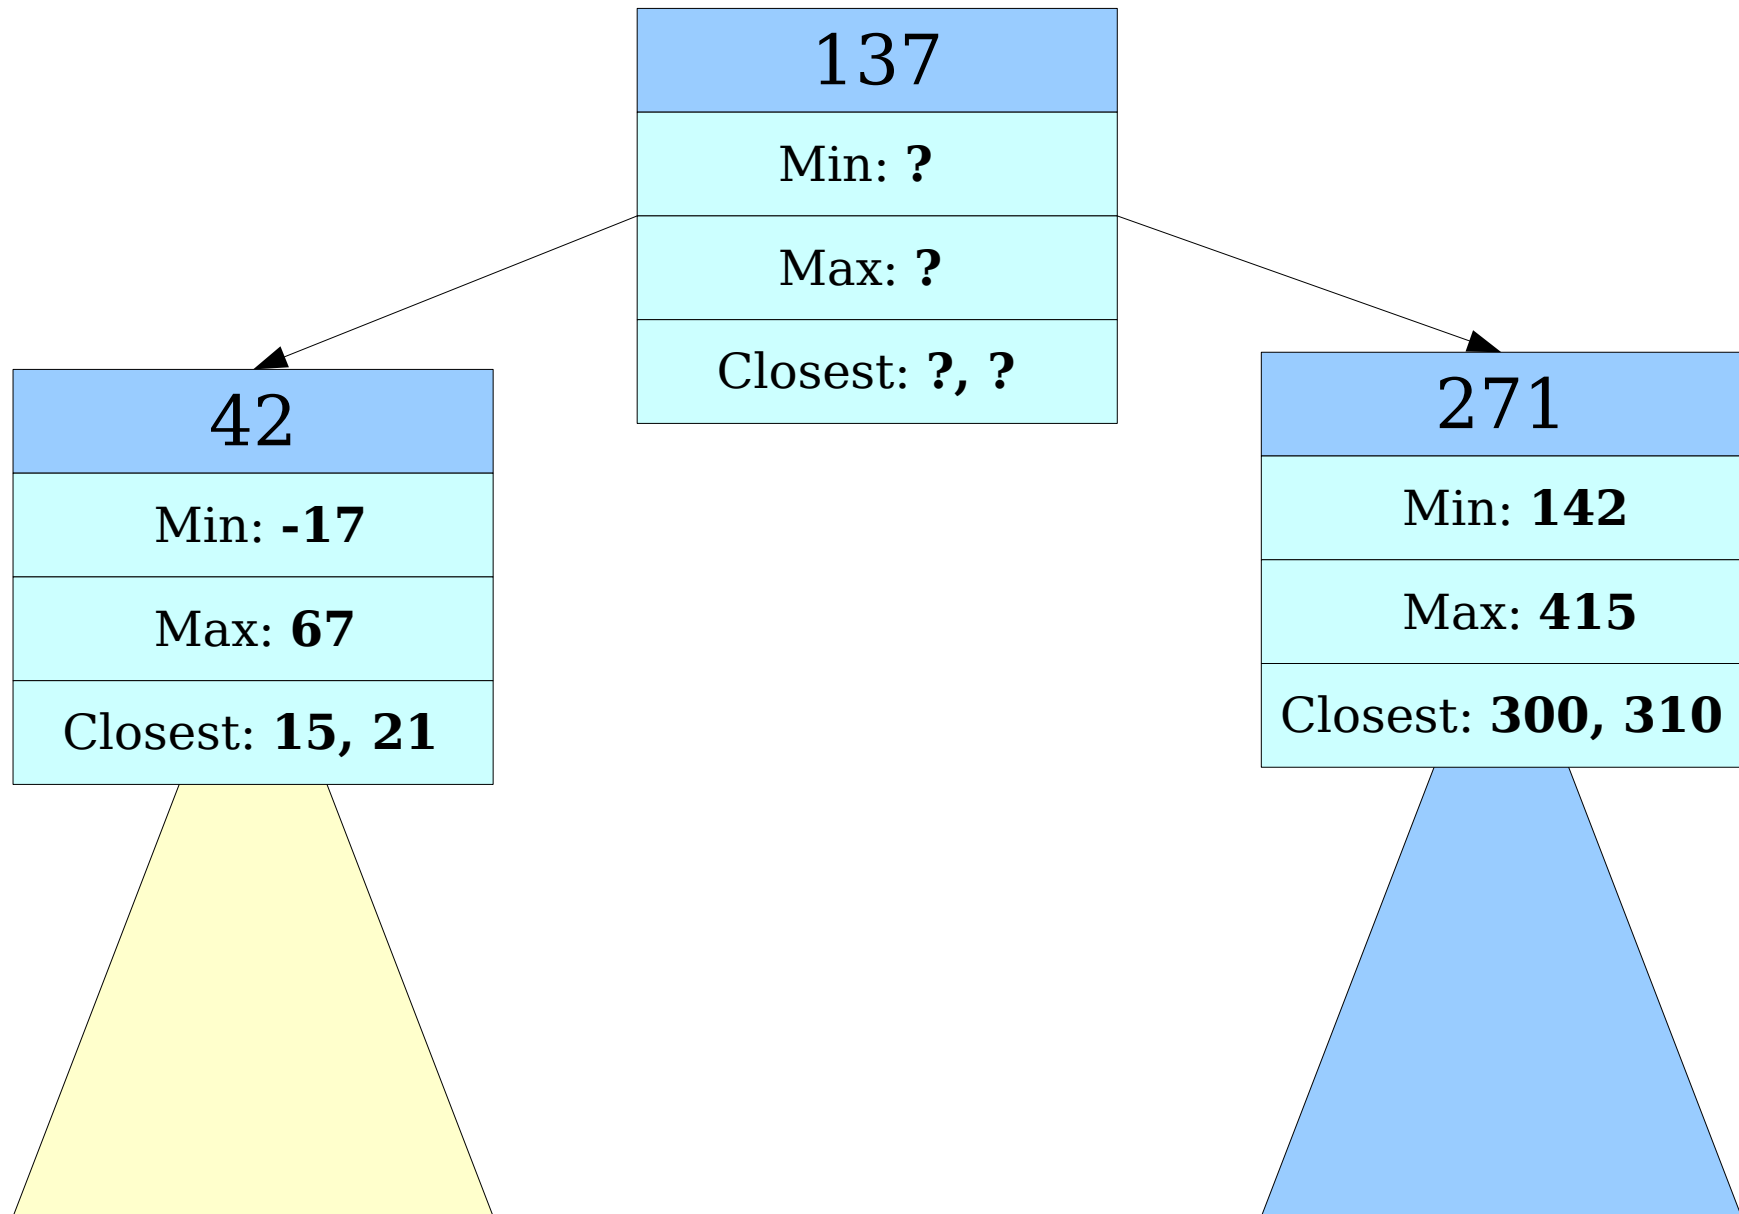 137
Min: ?
Max: ?
Closest: ?, ?
42
Min: -17
Max: 67
Closest: 15, 21
271
Min: 142
Max: 415
Closest: 300, 310